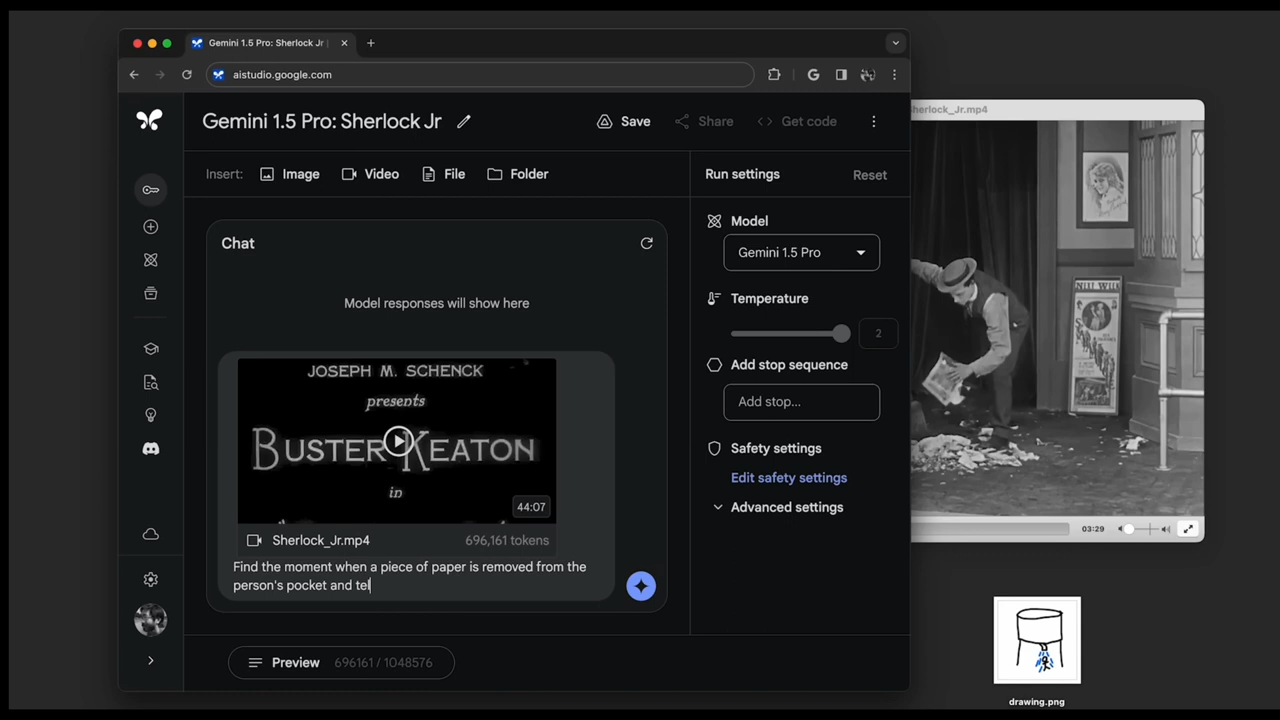 Gemini 1.5 Pro: Sherlock Jr
aistudio.google.com
Gemini 1.5 Pro: Sherlock Jr
Save
Share
Get code
Insert:
Image
Video
File
Folder
Run settings
Reset
Chat
Model responses will show here
JOSEPH M. SCHENCK
presents
BUSTER KEATON
in
44:07
Sherlock_Jr.mp4
696,161 tokens
Find the moment when a piece of paper is removed from the
person's pocket and tel
Preview
696161 / 1048576
Model
Gemini 1.5 Pro
Temperature
2
Add stop sequence
Add stop...
Safety settings
Edit safety settings
Advanced settings
herlock_Jr.mp4
NEXT WEEK
03:29
drawing.png